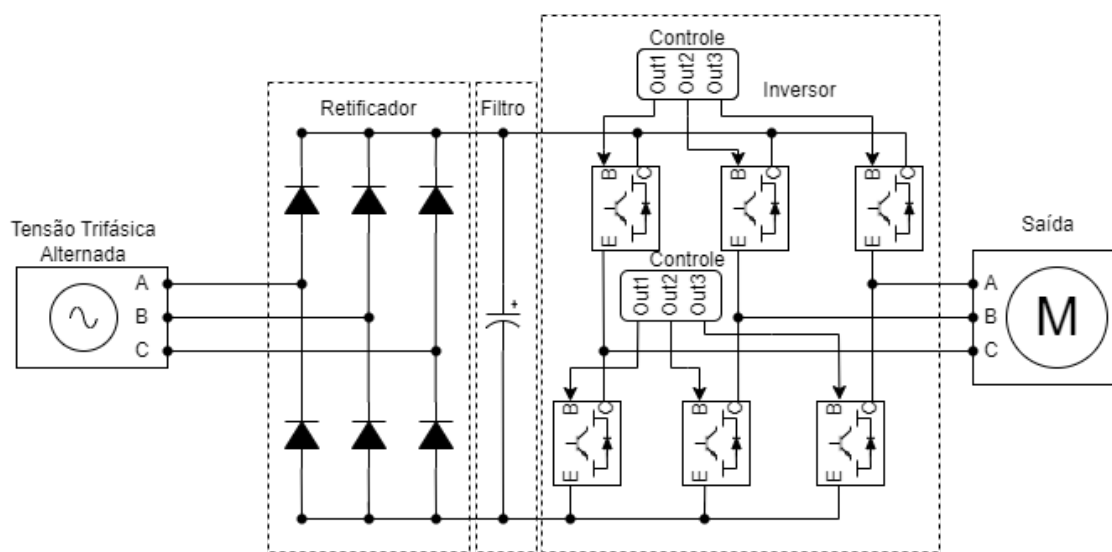 Controle
Out1
Out2
Out3
Inversor
Retificador
Filtro
B
C
E
B
C
E
B
C
E
Tensão Trifásica
Alternada
A
B
C
+
Controle
Out1
Out2
Out3
Saída
A
B
C
M
B
C
E
B
C
E
B
C
E